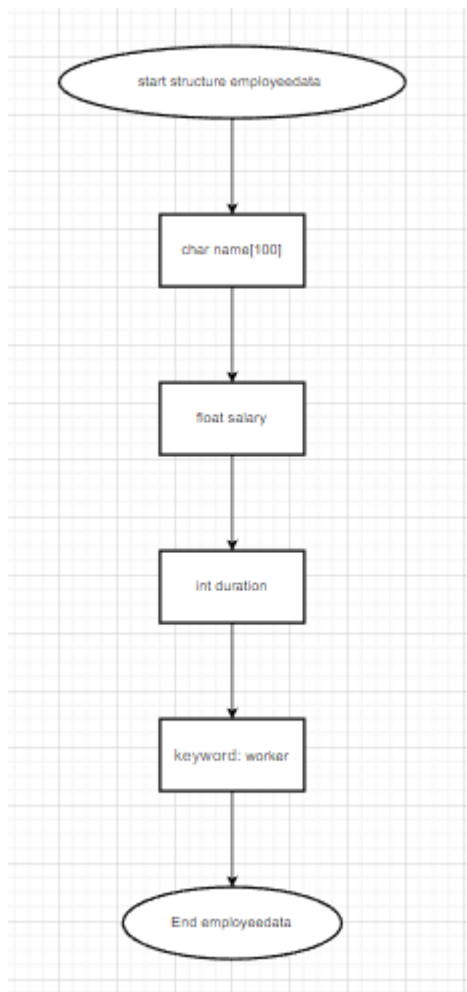 start structure employeedata
char name[100]
float salary
int duration
keyword: worker
End employeedata